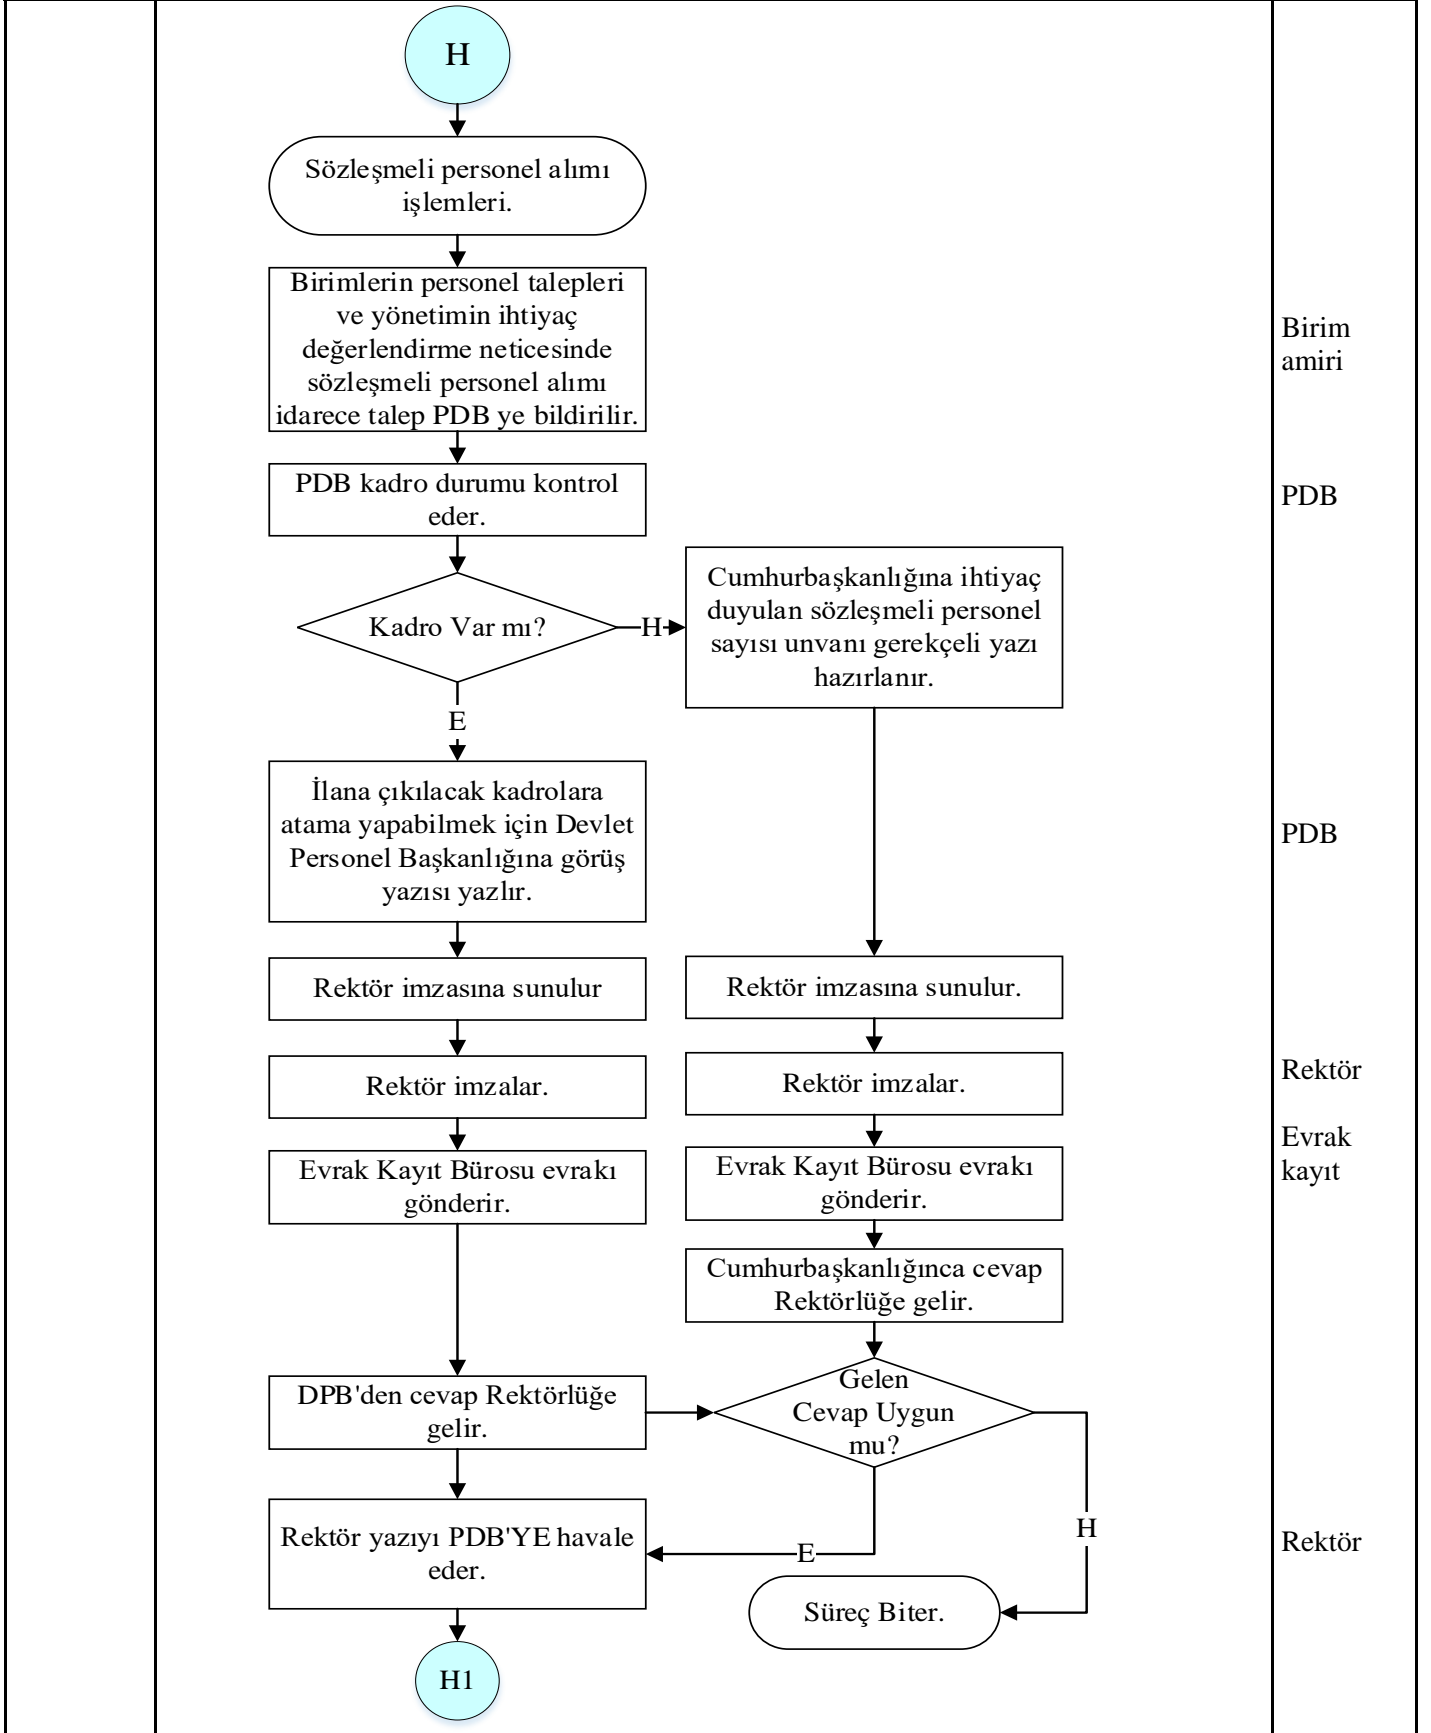 H
Sözleşmeli personel alımı
işlemleri.
Birimlerin personel talepleri
ve yönetimin ihtiyaç
değerlendirme neticesinde
sözleşmeli personel alımı
idarece talep PDB ye bildirilir.
Birim
amiri
PDB kadro durumu kontrol
eder.
PDB
Kadro Var mı?
H
Cumhurbaşkanlığına ihtiyaç
duyulan sözleşmeli personel
sayısı unvanı gerekçeli yazı
hazırlanır.
E
İlana çıkılacak kadrolara
atama yapabilmek için Devlet
Personel Başkanlığına görüş
yazısı yazlır.
PDB
Rektör imzasına sunulur
Rektör imzasına sunulur.
Rektör imzalar.
Rektör imzalar.
Rektör
Evrak Kayıt Bürosu evrakı
gönderir.
Evrak Kayıt Bürosu evrakı
gönderir.
Evrak
kayıt
Cumhurbaşkanlığınca cevap
Rektörlüğe gelir.
DPB'den cevap Rektörlüğe
gelir.
Gelen
Cevap Uygun
mu?
Rektör yazıyı PDB'YE havale
eder.
E
H
Rektör
Süreç Biter.
H1